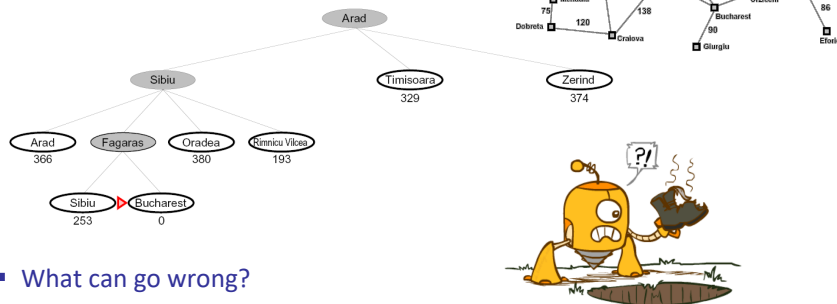 Arad
Sibiu
Timisoara
Zerind
329
374
Arad
Fagaras
Oradea
Rimnicu Vilcea
366
380
193
Sibiu
Bucharest
253
0
75
Dobreta
120
138
Craiova
Bucharest
90
Giurgiu
86
?!
What can go wrong?